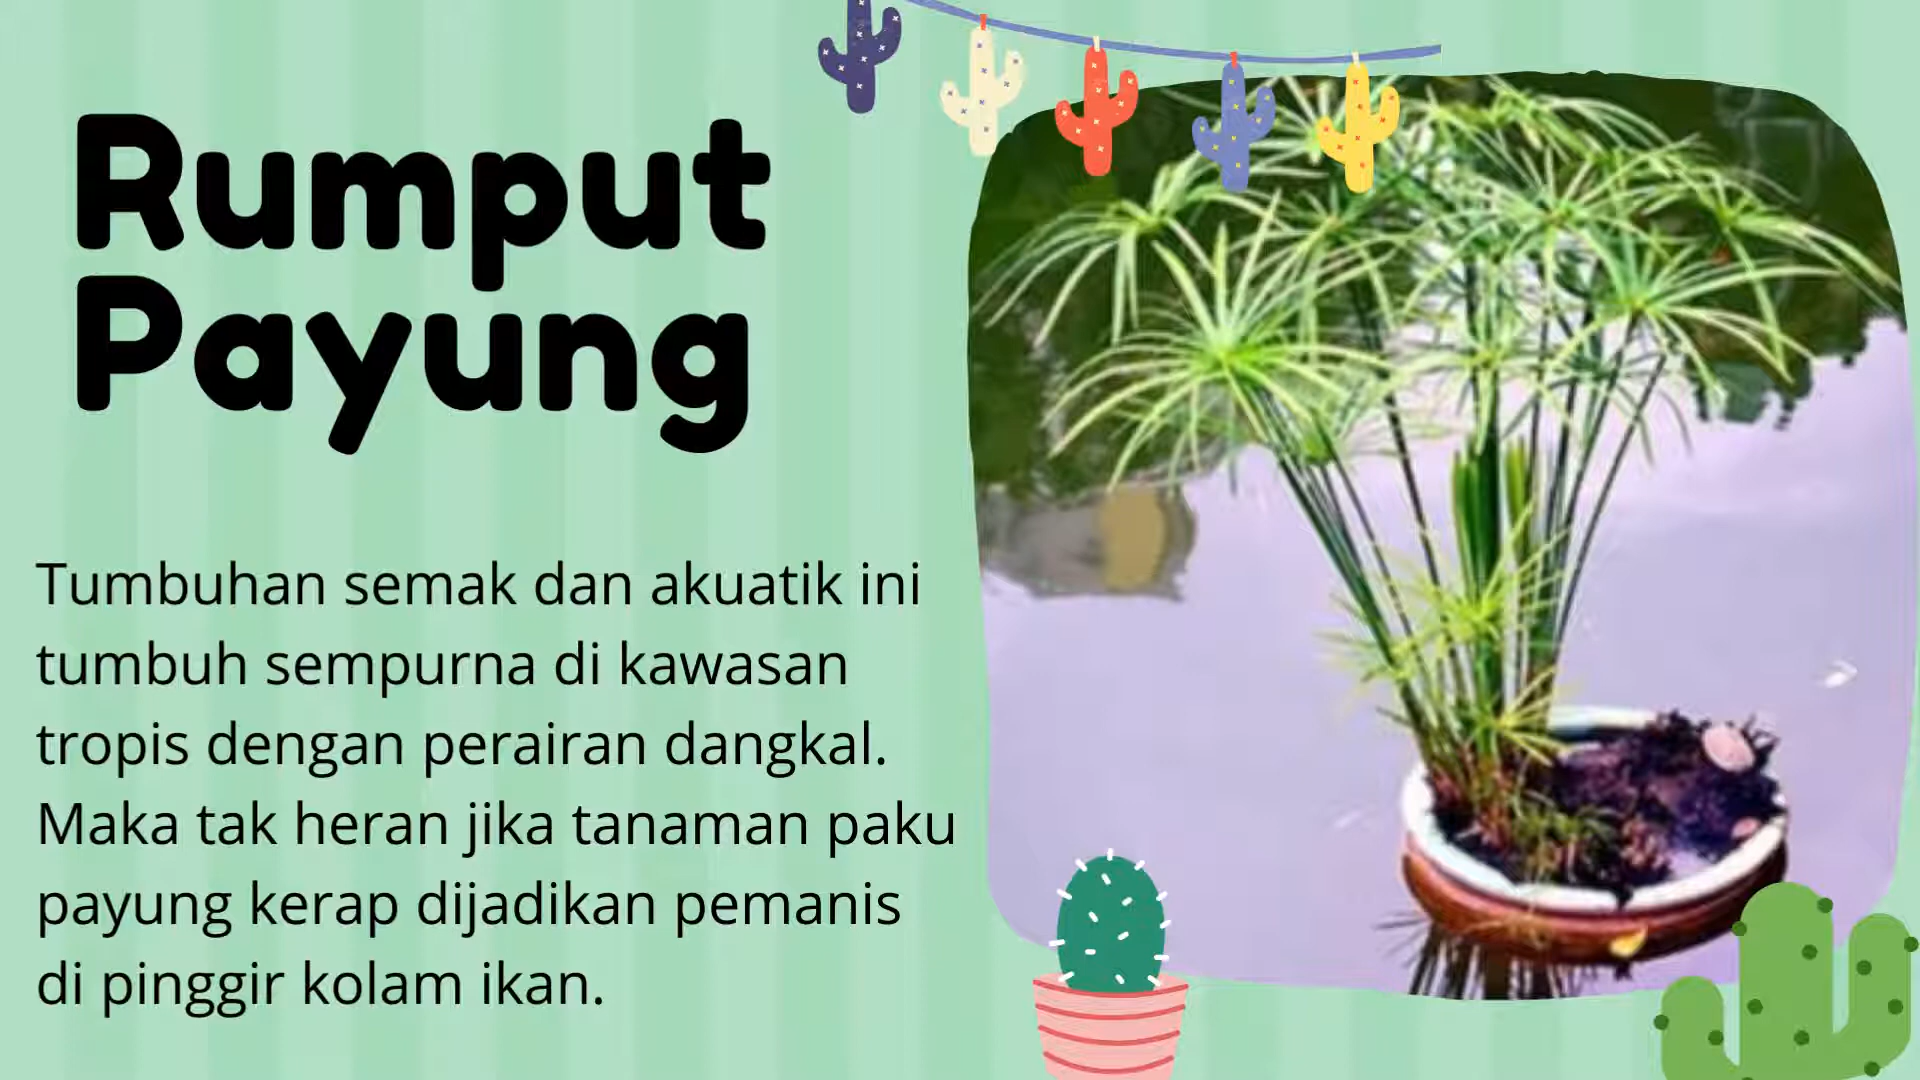 Rumput
Payung
Tumbuhan semak dan akuatik ini
tumbuh sempurna di kawasan
tropis dengan perairan dangkal.
Maka tak heran jika tanaman paku
payung kerap dijadikan pemanis
di pinggir kolam ikan.